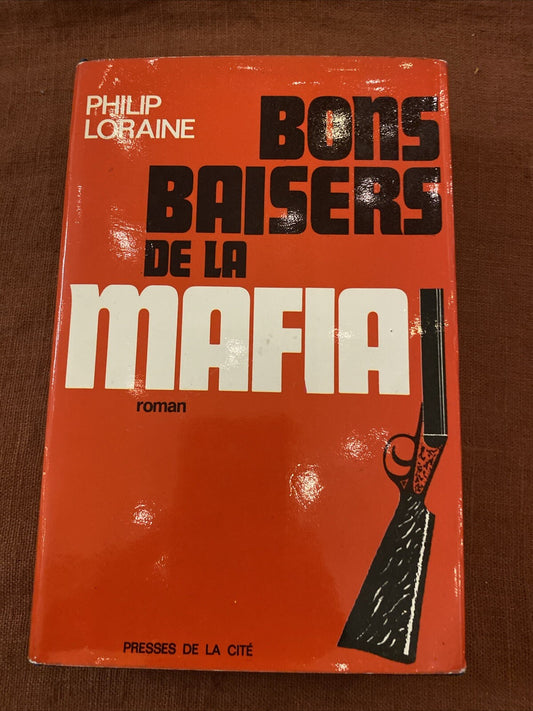 PHILIP
LORAINE
BONS
BAISERS
DE LA
MAFIA
roman
PRESSES DE LA CITÉ